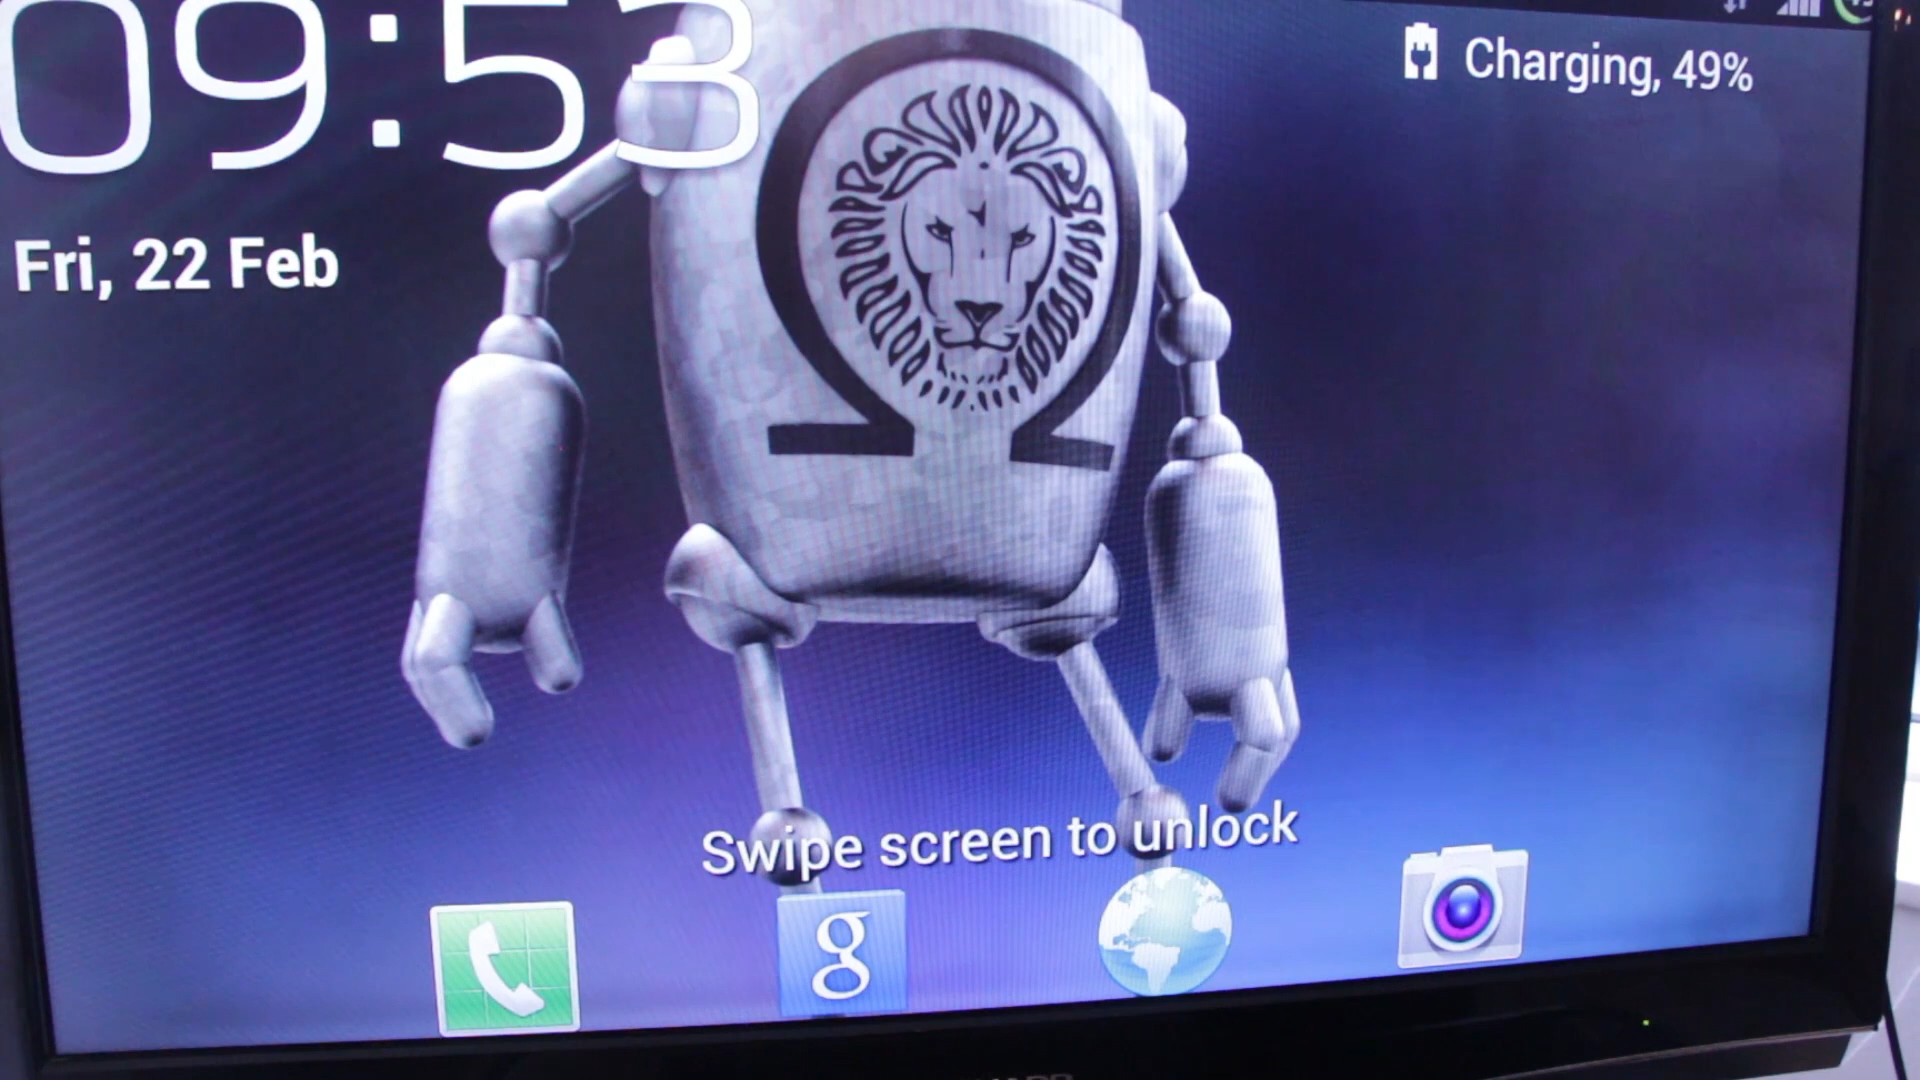 09:53
Charging, 49%
Fri, 22 Feb
Ω
Swipe screen to unlock
g